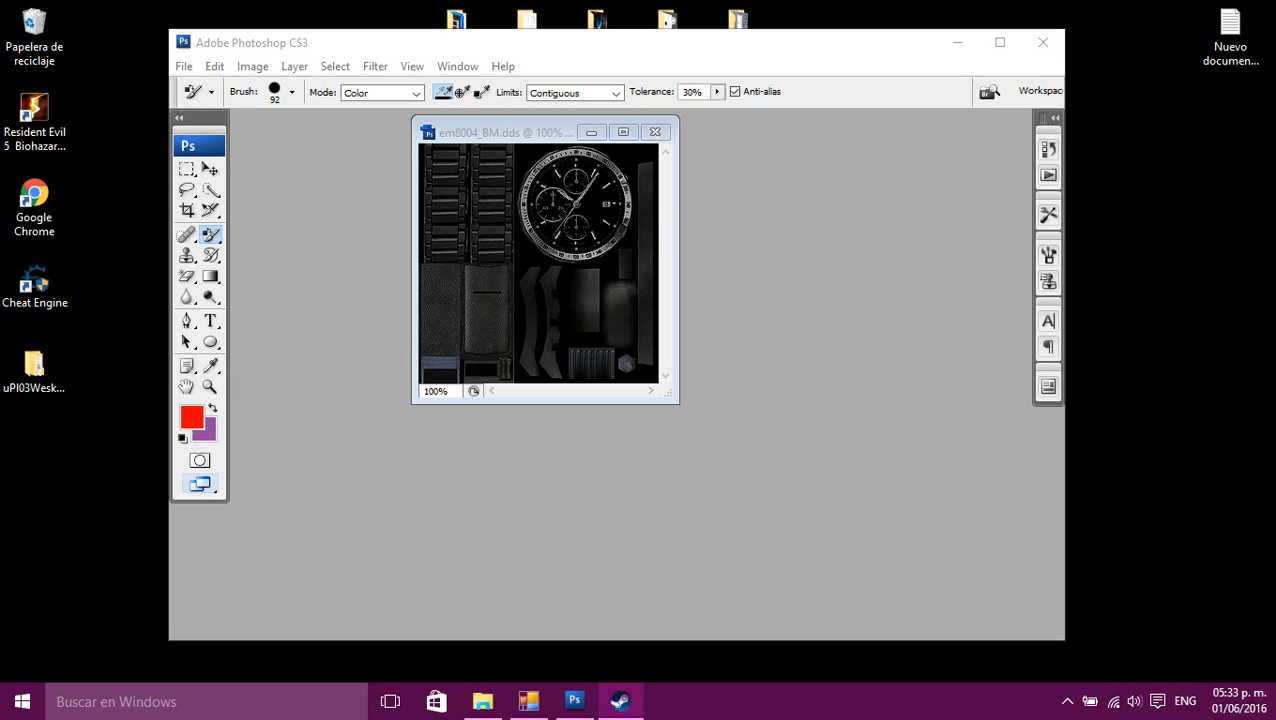 Papelera de
reciclaje
Resident Evil
5 Biohazar...
Google
Chrome
Cheat Engine
uPl03Wesk...
Nuevo
documen...
Ps Adobe Photoshop CS3
File Edit Image Layer Select Filter View Window Help
Brush: 92 Mode: Color Limits: Contiguous Tolerance: 30% Anti-alias Workspac
Ps
em8004_BM.dds @ 100% ...
100%
T
A
Buscar en Windows
Ps
ENG
05:33 p. m.
01/06/2016